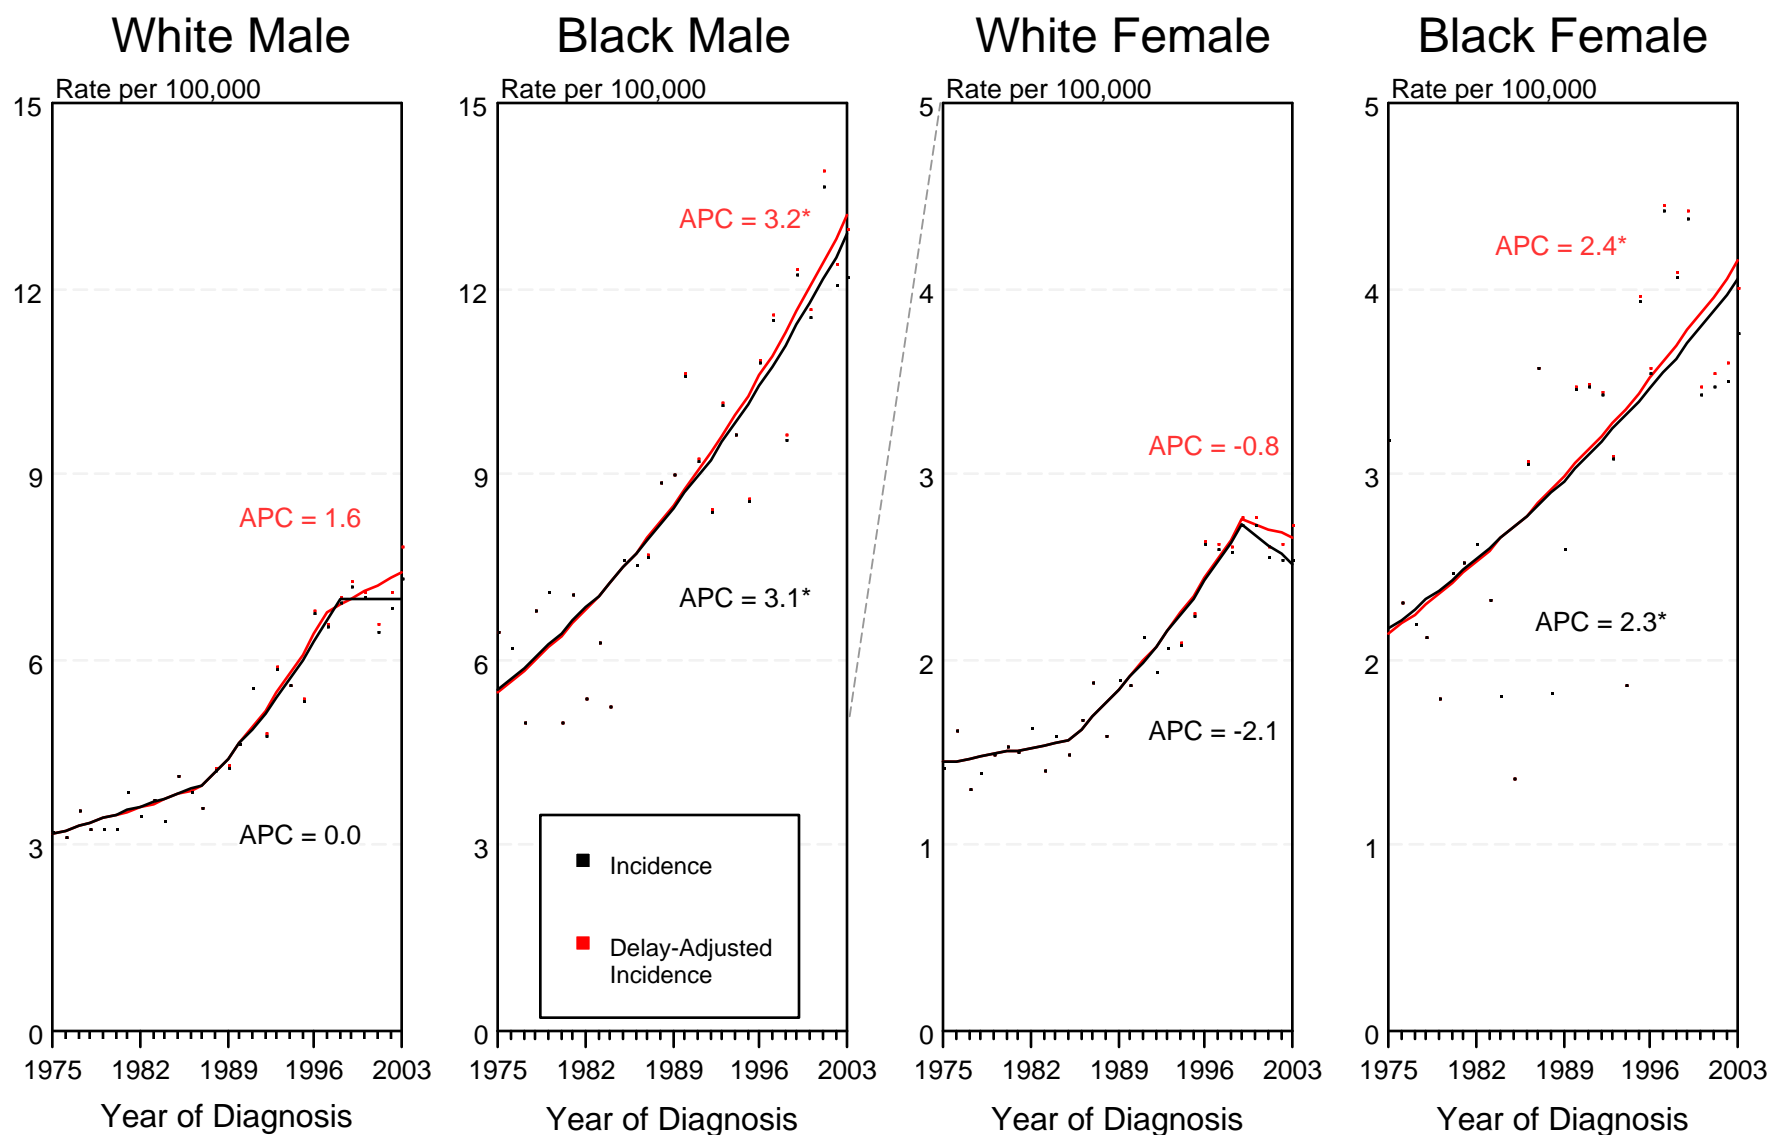 White Male
Rate per 100,000
15
12
9
6
3
0
APC = 1.6
APC = 0.0
1975 1982 1989 1996 2003
Year of Diagnosis
Black Male
Rate per 100,000
15
12
9
6
3
0
APC = 3.2*
APC = 3.1*
Incidence
Delay-Adjusted
Incidence
1975 1982 1989 1996 2003
Year of Diagnosis
White Female
Rate per 100,000
5
4
3
2
1
0
APC = -0.8
APC = -2.1
1975 1982 1989 1996 2003
Year of Diagnosis
Black Female
Rate per 100,000
5
4
3
2
1
0
APC = 2.4*
APC = 2.3*
1975 1982 1989 1996 2003
Year of Diagnosis